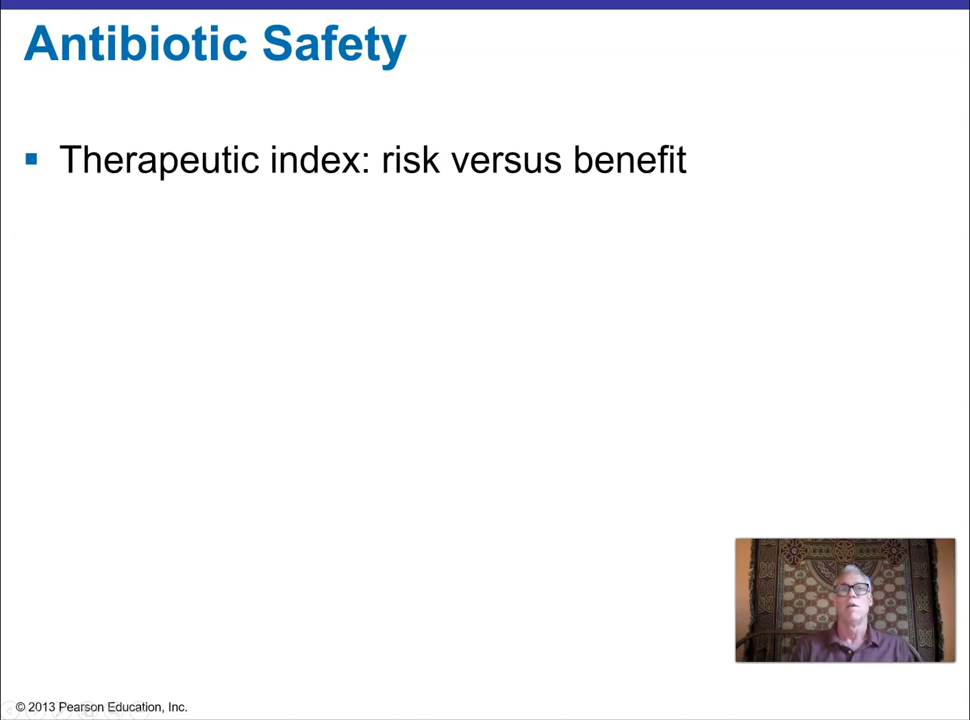 Antibiotic Safety
Therapeutic index: risk versus benefit
© 2013 Pearson Education, Inc.